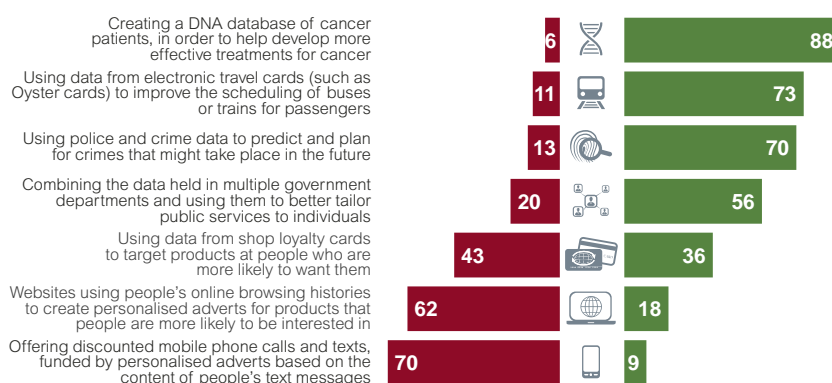 Creating a DNA database of cancer
patients, in order to help develop more
effective treatments for cancer
6
88
Using data from electronic travel cards (such as
Oyster cards) to improve the scheduling of buses
or trains for passengers
11
73
Using police and crime data to predict and plan
for crimes that might take place in the future
13
70
Combining the data held in multiple government
departments and using them to better tailor
public services to individuals
20
56
Using data from shop loyalty cards
to target products at people who are
more likely to want them
43
36
Websites using people's online browsing histories
to create personalised adverts for products that
people are more likely to be interested in
62
18
Offering discounted mobile phone calls and texts,
funded by personalised adverts based on the
content of people's text messages
70
9